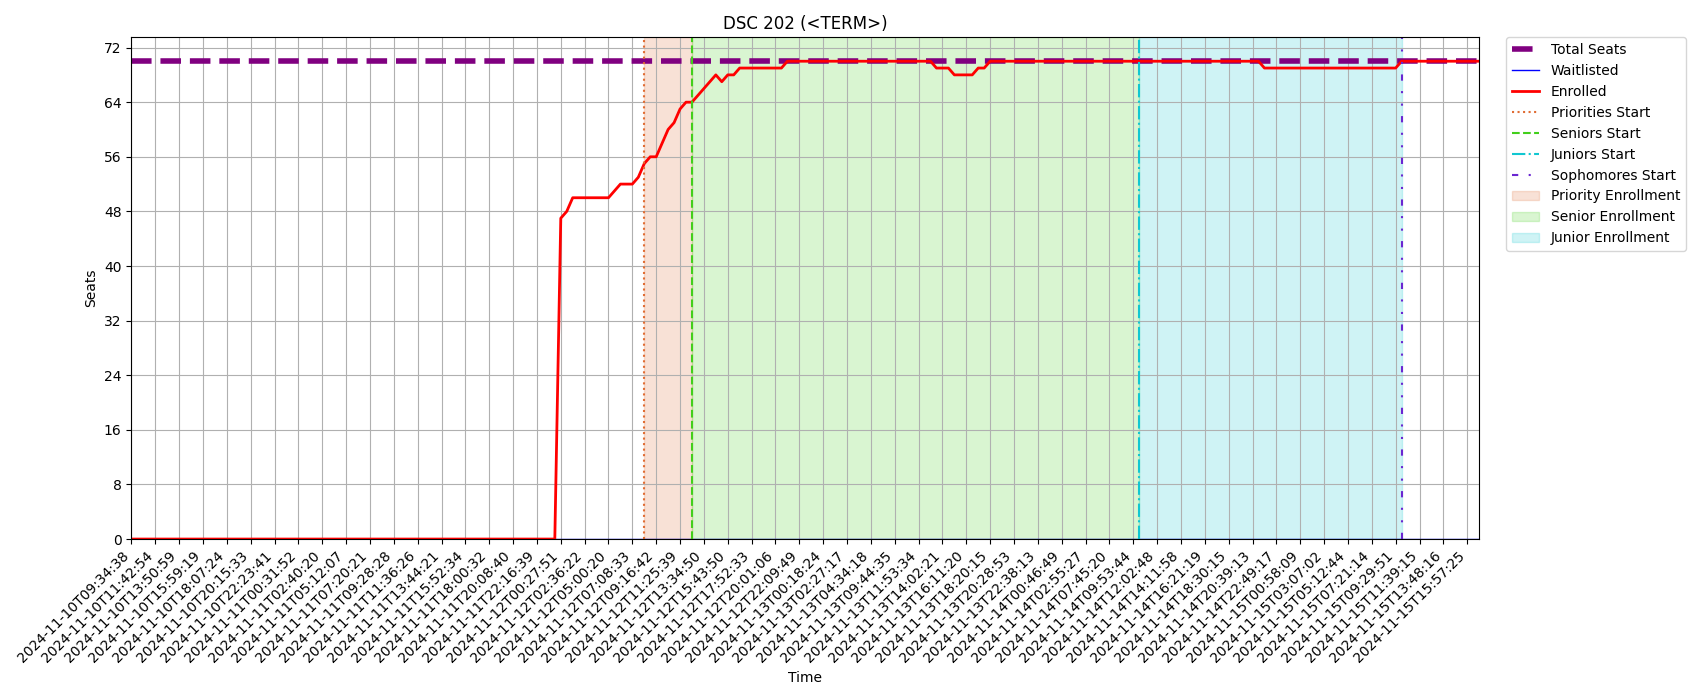 DSC 202 (<TERM>)
Total Seats
Waitlisted
Enrolled
Priorities Start
Seniors Start
Juniors Start
Sophomores Start
Priority Enrollment
Senior Enrollment
Junior Enrollment
Seats
72
64
56
48
40
32
24
16
8
0
2024-11-10T09:34:38
2024-11-10T11:42:54
2024-11-10T13:50:59
2024-11-10T15:59:19
2024-11-10T18:07:24
2024-11-10T20:15:33
2024-11-10T22:23:41
2024-11-11T00:31:52
2024-11-11T02:40:20
2024-11-11T05:12:07
2024-11-11T07:20:21
2024-11-11T09:28:28
2024-11-11T11:36:26
2024-11-11T13:44:21
2024-11-11T15:52:34
2024-11-11T18:00:32
2024-11-11T20:08:40
2024-11-11T22:16:39
2024-11-12T00:27:51
2024-11-12T02:36:22
2024-11-12T05:00:20
2024-11-12T07:08:33
2024-11-12T09:16:42
2024-11-12T11:25:39
2024-11-12T13:34:50
2024-11-12T15:43:50
2024-11-12T17:52:33
2024-11-12T20:01:06
2024-11-12T22:09:49
2024-11-13T00:18:24
2024-11-13T02:27:17
2024-11-13T04:34:18
2024-11-13T09:44:35
2024-11-13T11:53:34
2024-11-13T14:02:21
2024-11-13T16:11:20
2024-11-13T18:20:15
2024-11-13T20:28:53
2024-11-13T22:38:13
2024-11-14T00:46:49
2024-11-14T02:55:27
2024-11-14T07:45:20
2024-11-14T09:53:44
2024-11-14T12:02:48
2024-11-14T14:11:58
2024-11-14T16:21:19
2024-11-14T18:30:15
2024-11-14T20:39:13
2024-11-14T22:49:17
2024-11-15T00:58:09
2024-11-15T03:07:02
2024-11-15T05:12:44
2024-11-15T07:21:14
2024-11-15T09:29:51
2024-11-15T11:39:15
2024-11-15T13:48:16
2024-11-15T15:57:25
Time